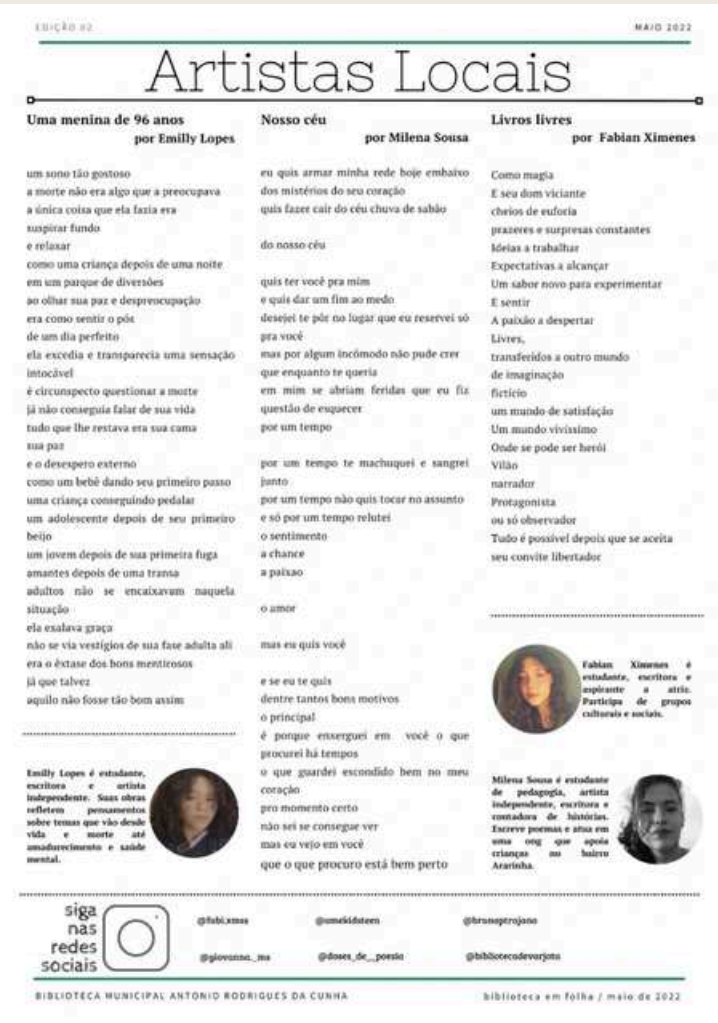 EDIÇÃO 02
MAIO 2022
Artistas Locais
Uma menina de 96 anos
por Emilly Lopes
um sono tão gostoso
a morte não era algo que a preocupava
a única coisa que ela fazia era
suspirar fundo
e relaxar
como uma criança depois de uma noite
em um parque de diversões
ao olhar sua paz e despreocupação
era como sentir o pós
de um dia perfeito
ela excedia e transparecia uma sensação
intocável
é circunspecto questionar a morte
já não conseguia falar de sua vida
tudo que lhe restava era sua cama
sua paz
e o desespero externo
como um bebê dando seu primeiro passo
uma criança conseguindo pedalar
um adolescente depois de seu primeiro
beijo
um jovem depois de sua primeira fuga
amantes depois de uma transa
adultos não se encaixavam naquela
situação
ela exalava graça
não se via vestígios de sua fase adulta ali
era o êxtase dos bons mentirosos
já que talvez
aquilo não fosse tão bom assim
Emilly Lopes é estudante,
escritora e artista
independente. Suas obras
refletem pensamentos
sobre temas que vão desde
vida e morte até
amadurecimento e saúde
mental.
Nosso céu
por Milena Sousa
eu quis armar minha rede hoje embaixo
dos mistérios do seu coração
quis fazer cair do céu chuva de sabão
do nosso céu
quis ter você pra mim
e quis dar um fim ao medo
desejei te pôr no lugar que eu reservei só
pra você
mas por algum incômodo não pude crer
que enquanto te queria
em mim se abriam feridas que eu fiz
questão de esquecer
por um tempo
por um tempo te machuquei e sangrei
junto
por um tempo não quis tocar no assunto
e só por um tempo relutei
o sentimento
a chance
a paixao
o amor
mas eu quis você
e se eu te quis
dentre tantos bons motivos
o principal
é porque enxerguei em você o que
procurei há tempos
o que guardei escondido bem no meu
coração
pro momento certo
não sei se consegue ver
mas eu vejo em você
que o que procuro está bem perto
Livros livres
por Fabian Ximenes
Como magia
E seu dom viciante
cheios de euforia
prazeres e surpresas constantes
Ideias a trabalhar
Expectativas a alcançar
Um sabor novo para experimentar
E sentir
A paixão a despertar
Livres,
transferidos a outro mundo
de imaginação
fictício
um mundo de satisfação
Um mundo vivíssimo
Onde se pode ser herói
Vilão
narrador
Protagonista
ou só observador
Tudo é possível depois que se aceita
seu convite libertador
Fabian Ximenes é
estudante, escritora e
aspirante a atriz.
Participa de grupos
culturais e sociais.
Milena Sousa é estudante
de pedagogia, artista
independente, escritora e
contadora de histórias.
Escreve poemas e atua em
uma ong que apoia
crianças no bairro
Ararinha.
siga
nas
redes
sociais
@fabi.xmss
@umekidsteen
@brunoptrojano
@giovanna._ms
@doses_de__poesia
@bibliotecadevarjota
BIBLIOTECA MUNICIPAL ANTONIO RODRIGUES DA CUNHA
biblioteca em folha / maio de 2022